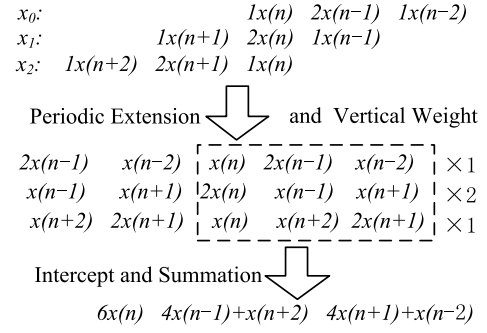 x₀: 1x(n) 2x(n−1) 1x(n−2)
x₁: 1x(n+1) 2x(n) 1x(n−1)
x₂: 1x(n+2) 2x(n+1) 1x(n)
Periodic Extension and Vertical Weight
2x(n−1) x(n−2) x(n) 2x(n−1) x(n−2) ×1
x(n−1) x(n+1) 2x(n) x(n−1) x(n+1) ×2
x(n+2) 2x(n+1) x(n) x(n+2) 2x(n+1) ×1
Intercept and Summation
6x(n) 4x(n−1)+x(n+2) 4x(n+1)+x(n−2)